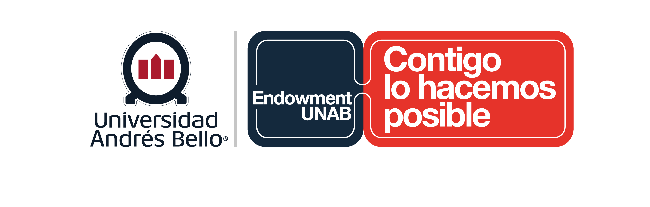 Universidad
Andrés Bello®
Endowment
UNAB
Contigo
lo hacemos
posible